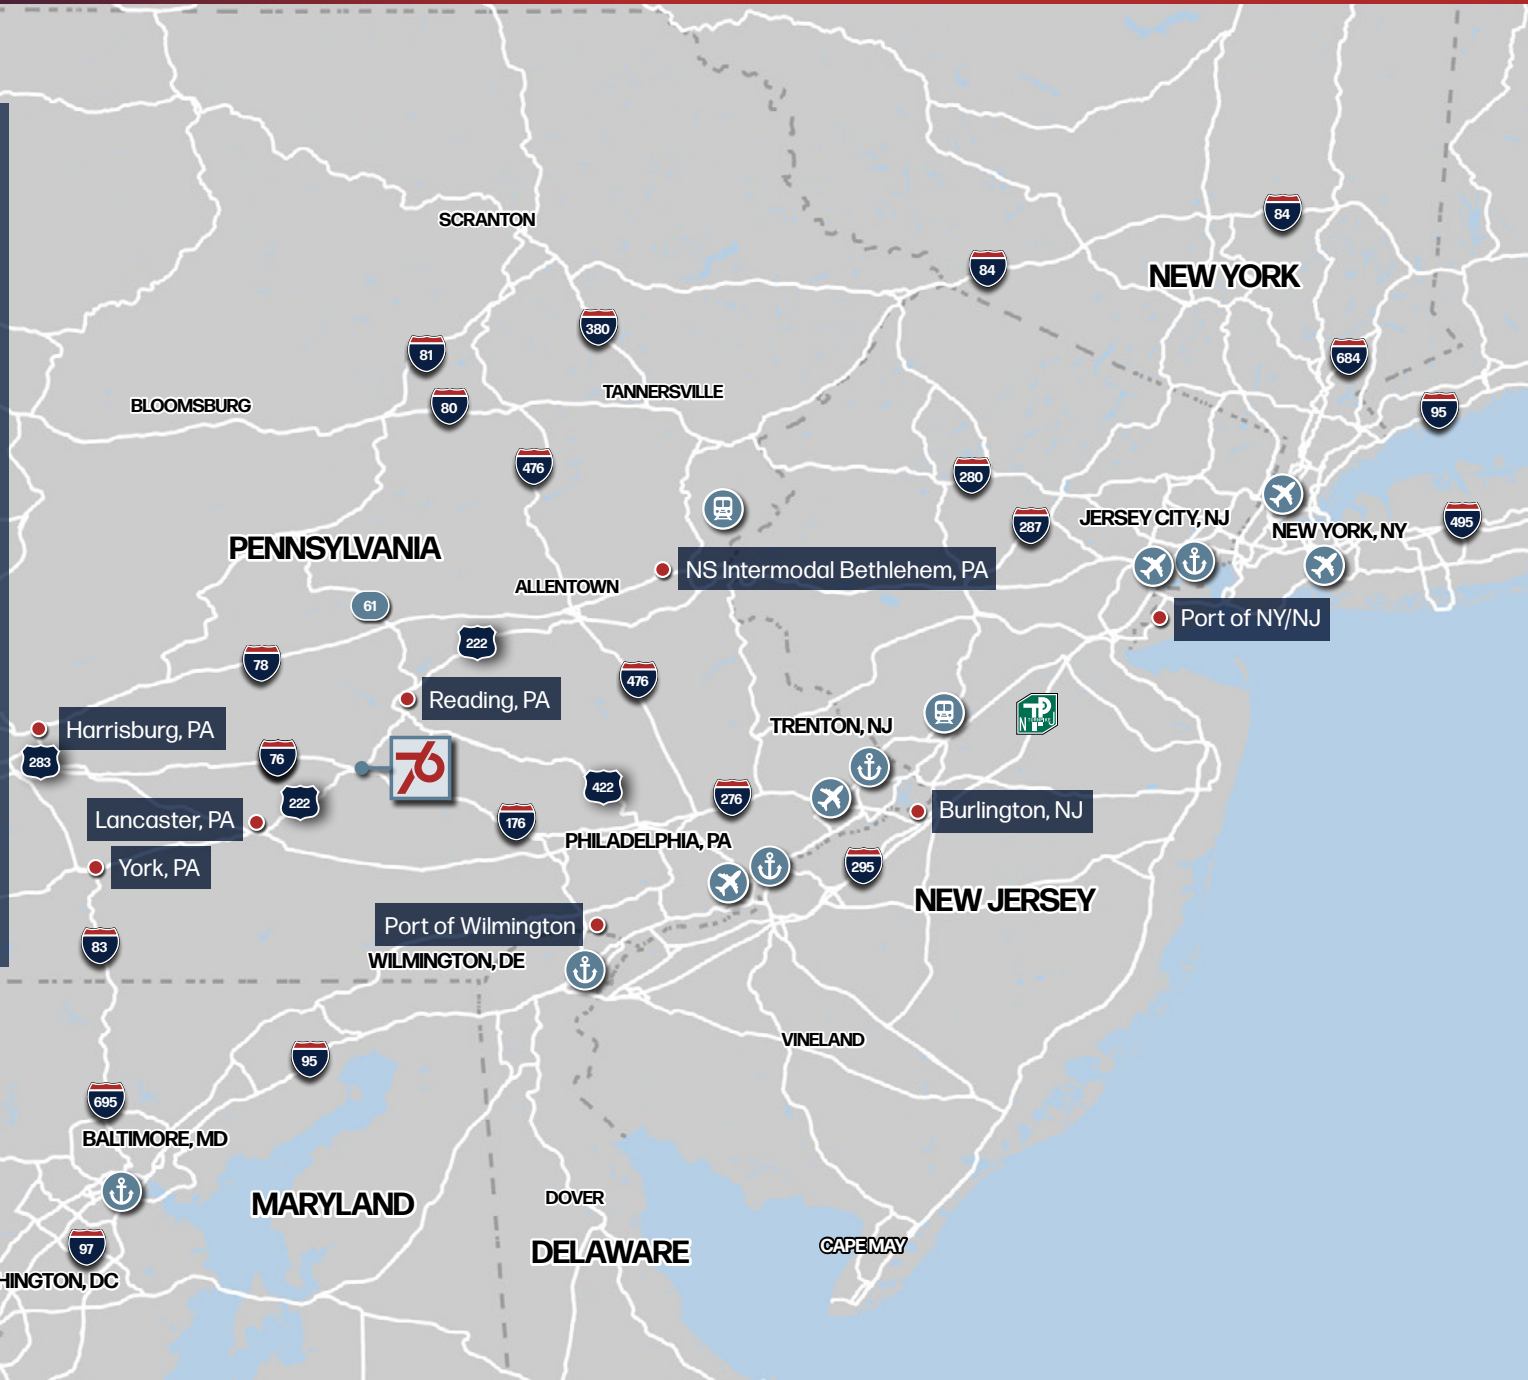 SCRANTON
84
84
NEW YORK
380
81
684
TANNERSVILLE
BLOOMSBURG
80
95
476
280
JERSEY CITY, NJ
287
NEW YORK, NY
495
PENNSYLVANIA
NS Intermodal Bethlehem, PA
ALLENTOWN
61
Port of NY/NJ
222
78
476
Reading, PA
TP
N TURNPIKE J
Harrisburg, PA
TRENTON, NJ
283
76
76
422
222
276
Lancaster, PA
176
Burlington, NJ
PHILADELPHIA, PA
York, PA
295
NEW JERSEY
Port of Wilmington
83
WILMINGTON, DE
VINELAND
95
695
BALTIMORE, MD
MARYLAND
DOVER
97
DELAWARE
CAPE MAY
HINGTON, DC